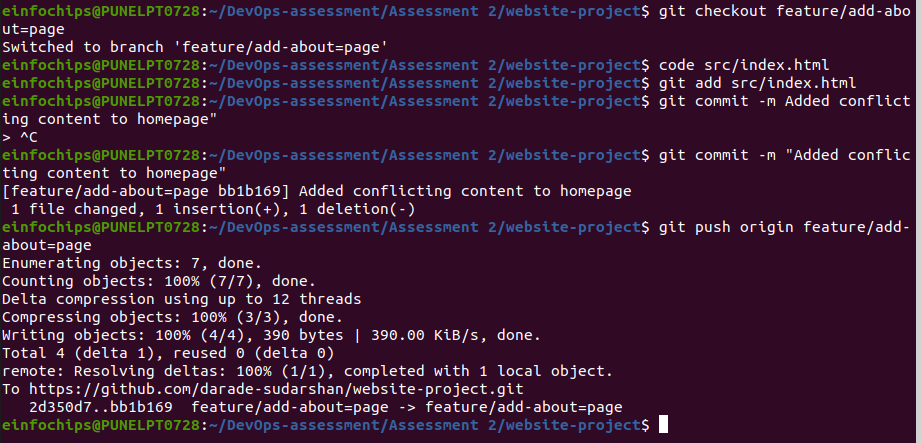 einfochips@PUNELPT0728:~/DevOps-assessment/Assessment 2/website-project$ git checkout feature/add-abo
ut=page
Switched to branch 'feature/add-about=page'
einfochips@PUNELPT0728:~/DevOps-assessment/Assessment 2/website-project$ code src/index.html
einfochips@PUNELPT0728:~/DevOps-assessment/Assessment 2/website-project$ git add src/index.html
einfochips@PUNELPT0728:~/DevOps-assessment/Assessment 2/website-project$ git commit -m Added conflict
ing content to homepage"
> ^C
einfochips@PUNELPT0728:~/DevOps-assessment/Assessment 2/website-project$ git commit -m "Added conflic
ting content to homepage"
[feature/add-about=page bb1b169] Added conflicting content to homepage
 1 file changed, 1 insertion(+), 1 deletion(-)
einfochips@PUNELPT0728:~/DevOps-assessment/Assessment 2/website-project$ git push origin feature/add-
about=page
Enumerating objects: 7, done.
Counting objects: 100% (7/7), done.
Delta compression using up to 12 threads
Compressing objects: 100% (3/3), done.
Writing objects: 100% (4/4), 390 bytes | 390.00 KiB/s, done.
Total 4 (delta 1), reused 0 (delta 0)
remote: Resolving deltas: 100% (1/1), completed with 1 local object.
To https://github.com/darade-sudarshan/website-project.git
   2d350d7..bb1b169  feature/add-about=page -> feature/add-about=page
einfochips@PUNELPT0728:~/DevOps-assessment/Assessment 2/website-project$